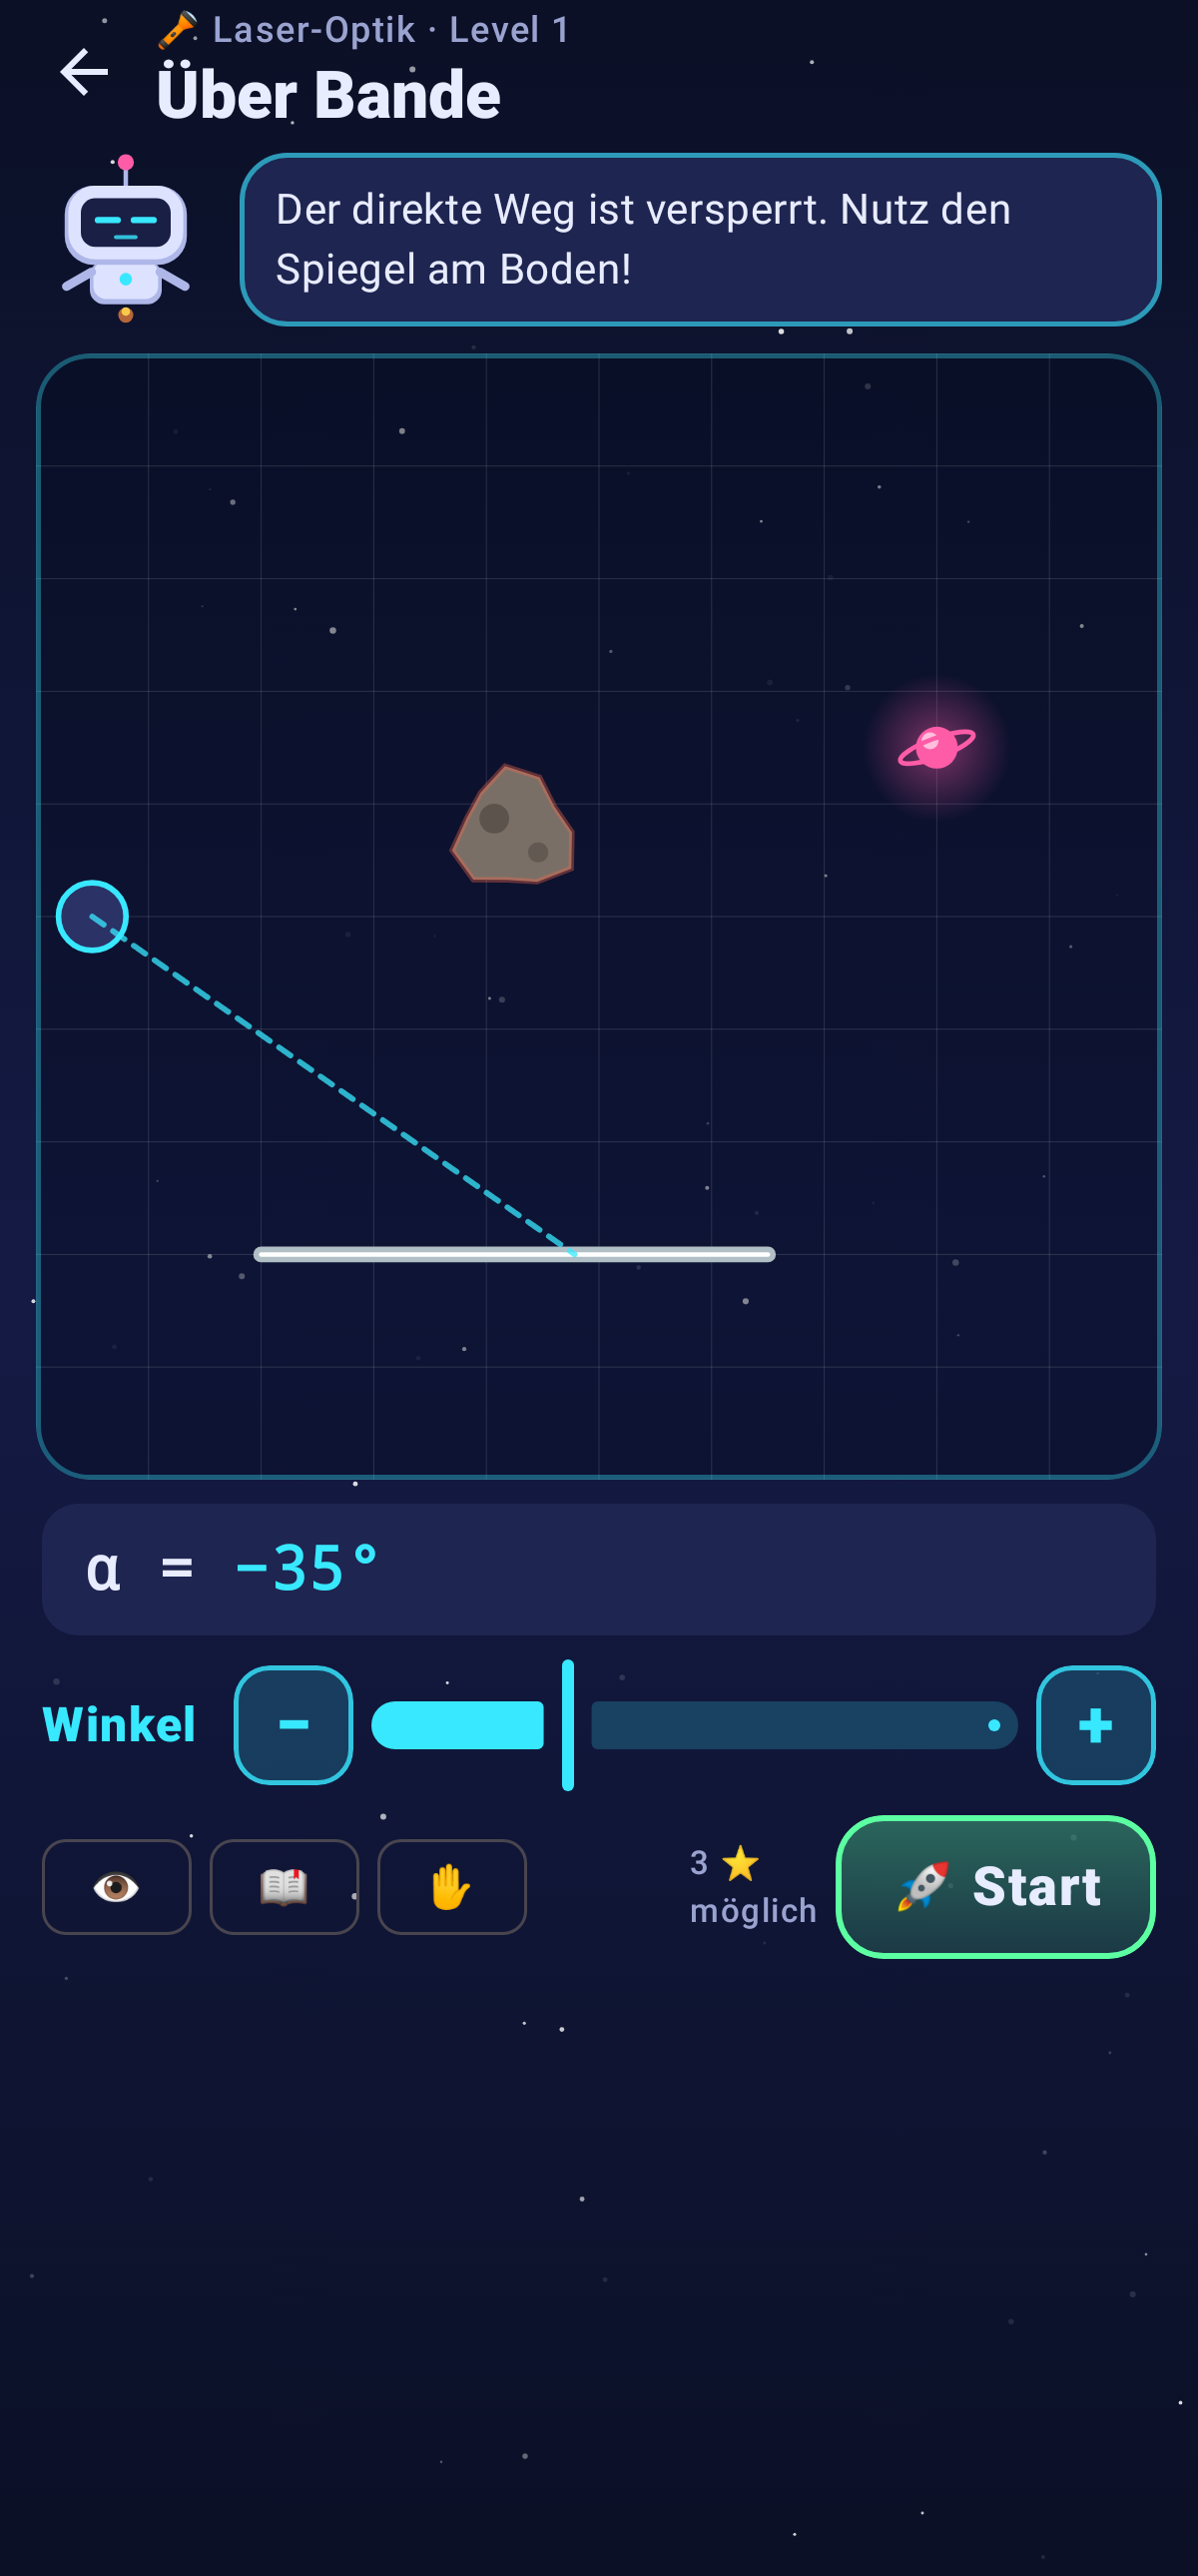 Laser-Optik · Level 1
Über Bande
Der direkte Weg ist versperrt. Nutz den
Spiegel am Boden!
α = −35°
Winkel
−
+
3 ⭐
möglich
🚀 Start